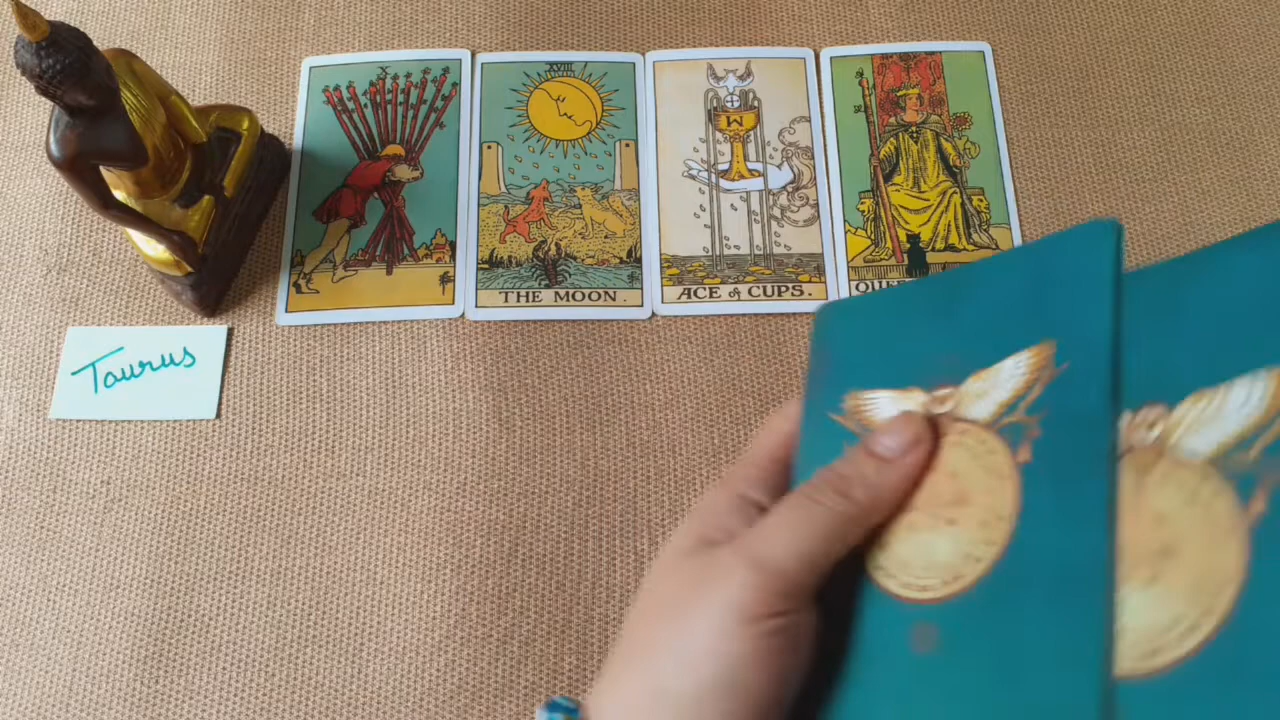 X
XVIII
THE MOON.
ACE of CUPS.
Taurus